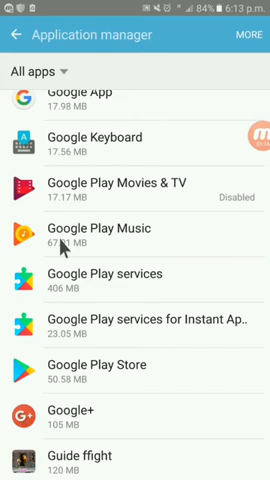 84% 6:13 p.m.
Application manager MORE
All apps
Google App
17.98 MB
Google Keyboard
17.56 MB
Google Play Movies & TV
17.17 MB Disabled
Google Play Music
MB
Google Play services
406 MB
Google Play services for Instant Ap..
23.05 MB
Google Play Store
50.58 MB
Google+
105 MB
Guide ffight
120 MB